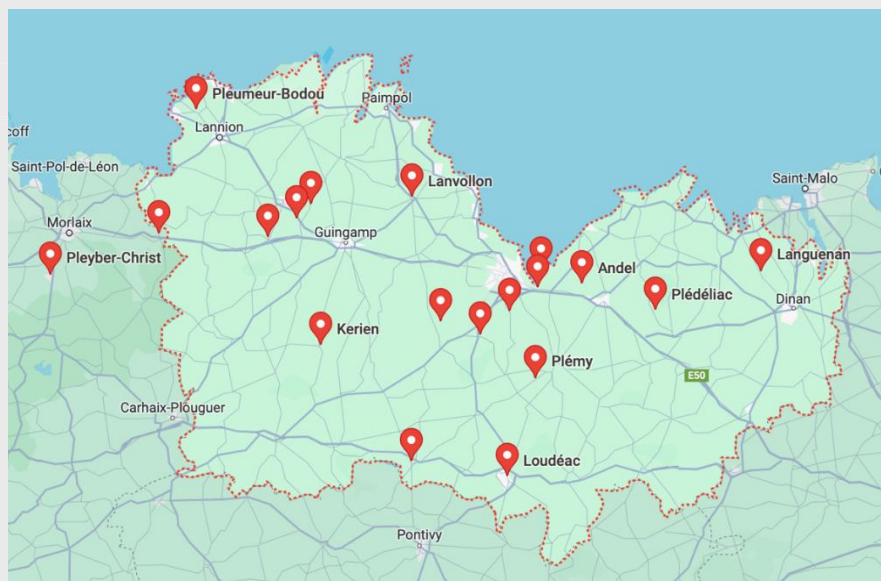 Pleumeur-Bodou
Paimpol
Lannion
coff
Saint-Pol-de-Léon
Lanvollon
Saint-Malo
Morlaix
Guingamp
Pleyber-Christ
Languenan
Andel
Plédéliac
Dinan
Kerien
Plémy
E50
Carhaix-Plouguer
Loudéac
Pontivy